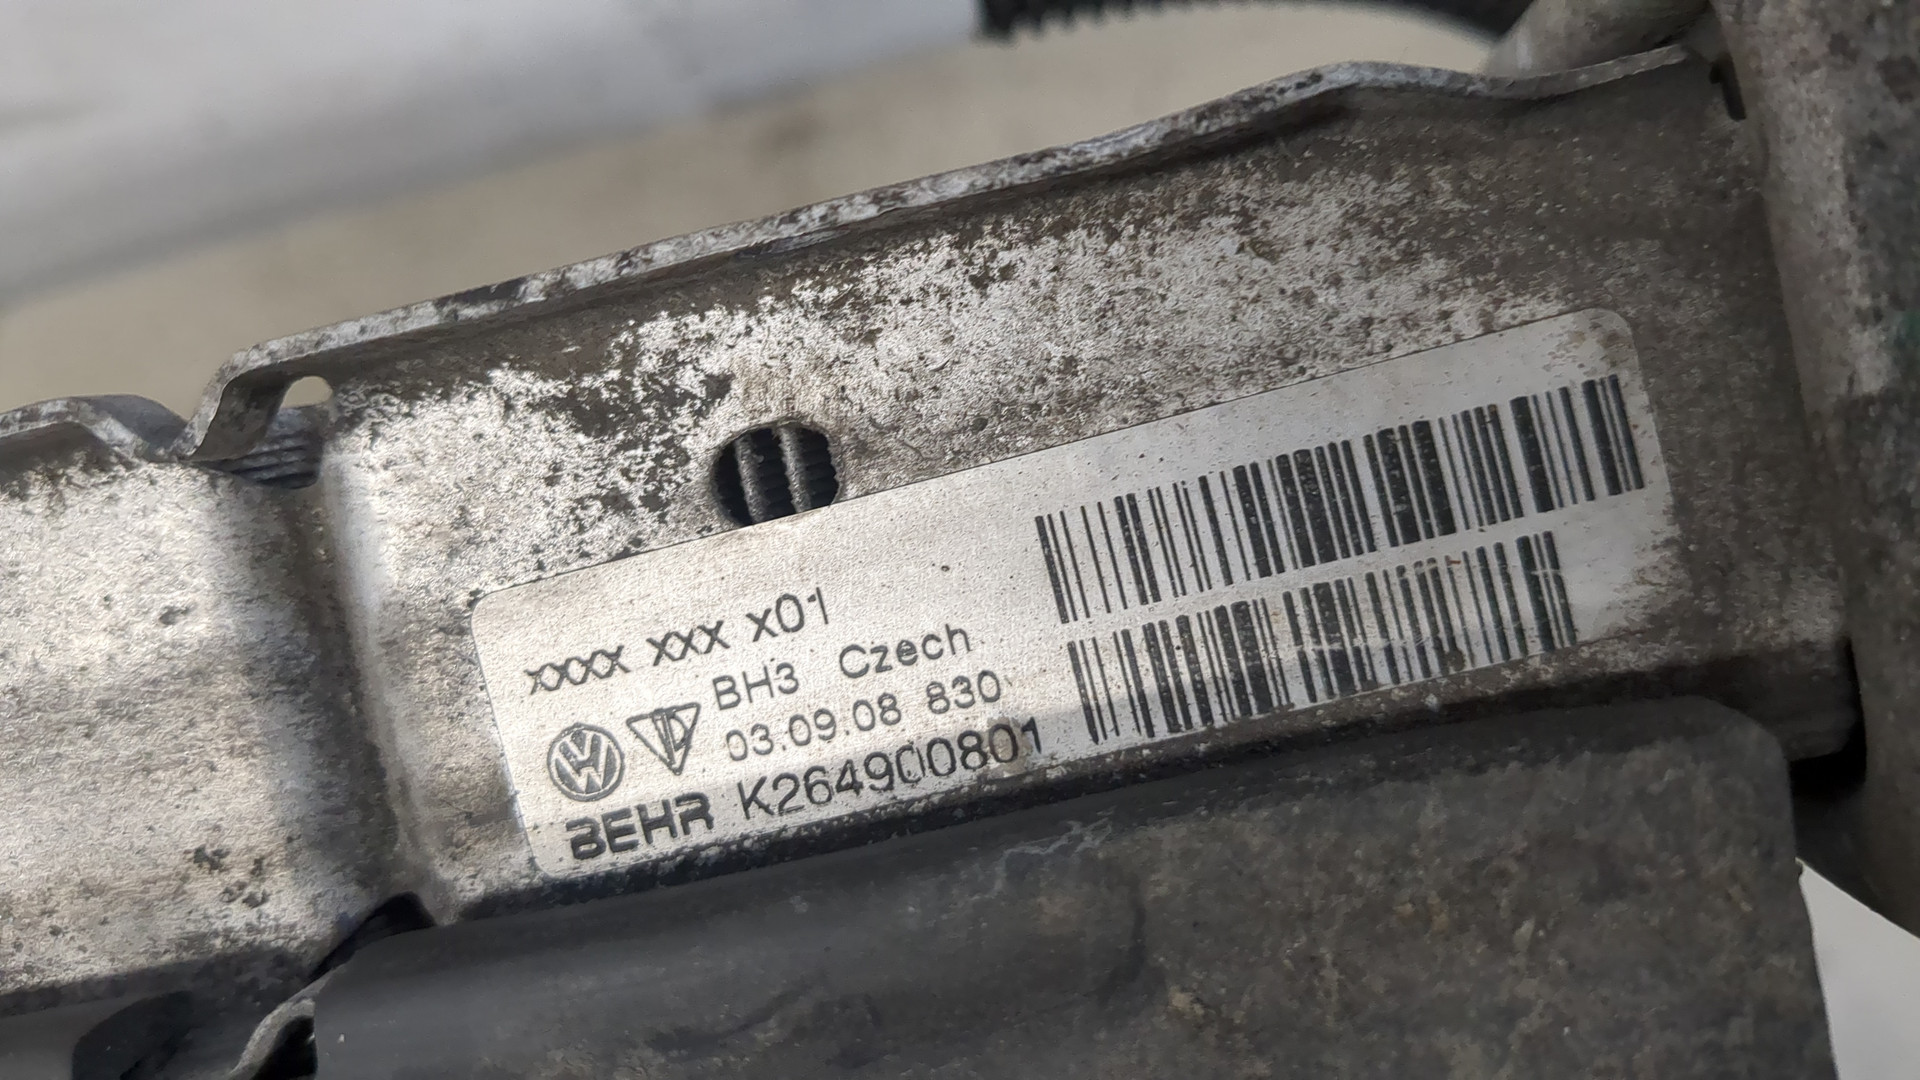 xxxx xxx x01
BH3 Czech
03.09.08 830
BEHR K264900801